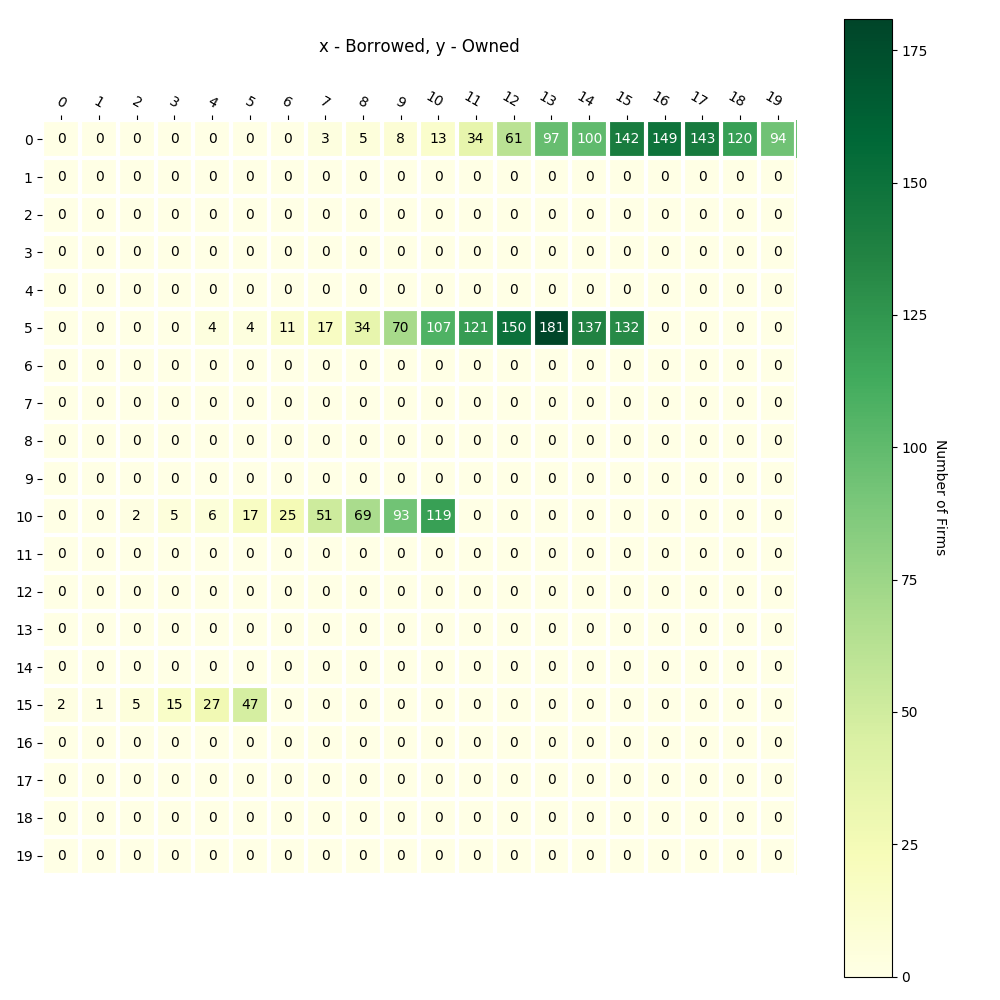 x - Borrowed, y - Owned
0 1 2 3 4 5 6 7 8 9 10 11 12 13 14 15 16 17 18 19
0 0 0 0 0 0 0 0 3 5 8 13 34 61 97 100 142 149 143 120 94
1 0 0 0 0 0 0 0 0 0 0 0 0 0 0 0 0 0 0 0 0
2 0 0 0 0 0 0 0 0 0 0 0 0 0 0 0 0 0 0 0 0
3 0 0 0 0 0 0 0 0 0 0 0 0 0 0 0 0 0 0 0 0
4 0 0 0 0 0 0 0 0 0 0 0 0 0 0 0 0 0 0 0 0
5 0 0 0 0 4 4 11 17 34 70 107 121 150 181 137 132 0 0 0 0
6 0 0 0 0 0 0 0 0 0 0 0 0 0 0 0 0 0 0 0 0
7 0 0 0 0 0 0 0 0 0 0 0 0 0 0 0 0 0 0 0 0
8 0 0 0 0 0 0 0 0 0 0 0 0 0 0 0 0 0 0 0 0
9 0 0 0 0 0 0 0 0 0 0 0 0 0 0 0 0 0 0 0 0
10 0 0 2 5 6 17 25 51 69 93 119 0 0 0 0 0 0 0 0 0
11 0 0 0 0 0 0 0 0 0 0 0 0 0 0 0 0 0 0 0 0
12 0 0 0 0 0 0 0 0 0 0 0 0 0 0 0 0 0 0 0 0
13 0 0 0 0 0 0 0 0 0 0 0 0 0 0 0 0 0 0 0 0
14 0 0 0 0 0 0 0 0 0 0 0 0 0 0 0 0 0 0 0 0
15 2 1 5 15 27 47 0 0 0 0 0 0 0 0 0 0 0 0 0 0
16 0 0 0 0 0 0 0 0 0 0 0 0 0 0 0 0 0 0 0 0
17 0 0 0 0 0 0 0 0 0 0 0 0 0 0 0 0 0 0 0 0
18 0 0 0 0 0 0 0 0 0 0 0 0 0 0 0 0 0 0 0 0
19 0 0 0 0 0 0 0 0 0 0 0 0 0 0 0 0 0 0 0 0
175
150
125
100
75
50
25
0
Number of Firms